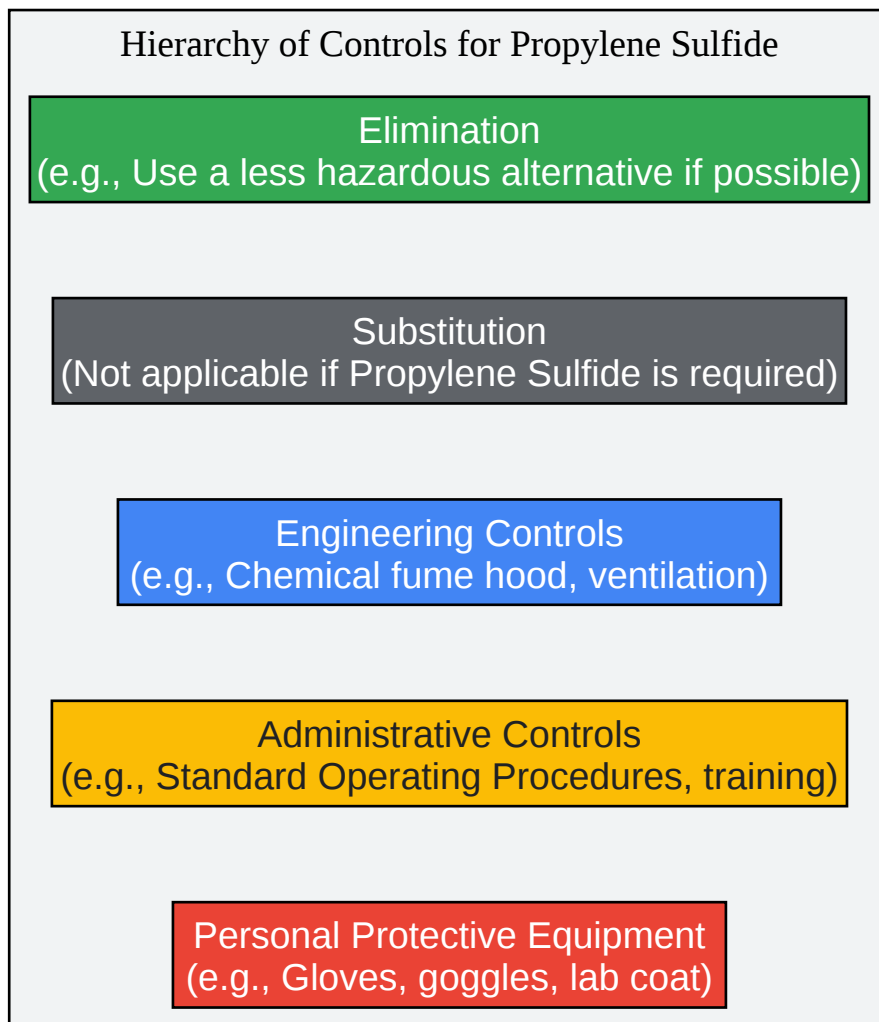 Hierarchy of Controls for Propylene Sulfide
Elimination
(e.g., Use a less hazardous alternative if possible)
Substitution
(Not applicable if Propylene Sulfide is required)
Engineering Controls
(e.g., Chemical fume hood, ventilation)
Administrative Controls
(e.g., Standard Operating Procedures, training)
Personal Protective Equipment
(e.g., Gloves, goggles, lab coat)